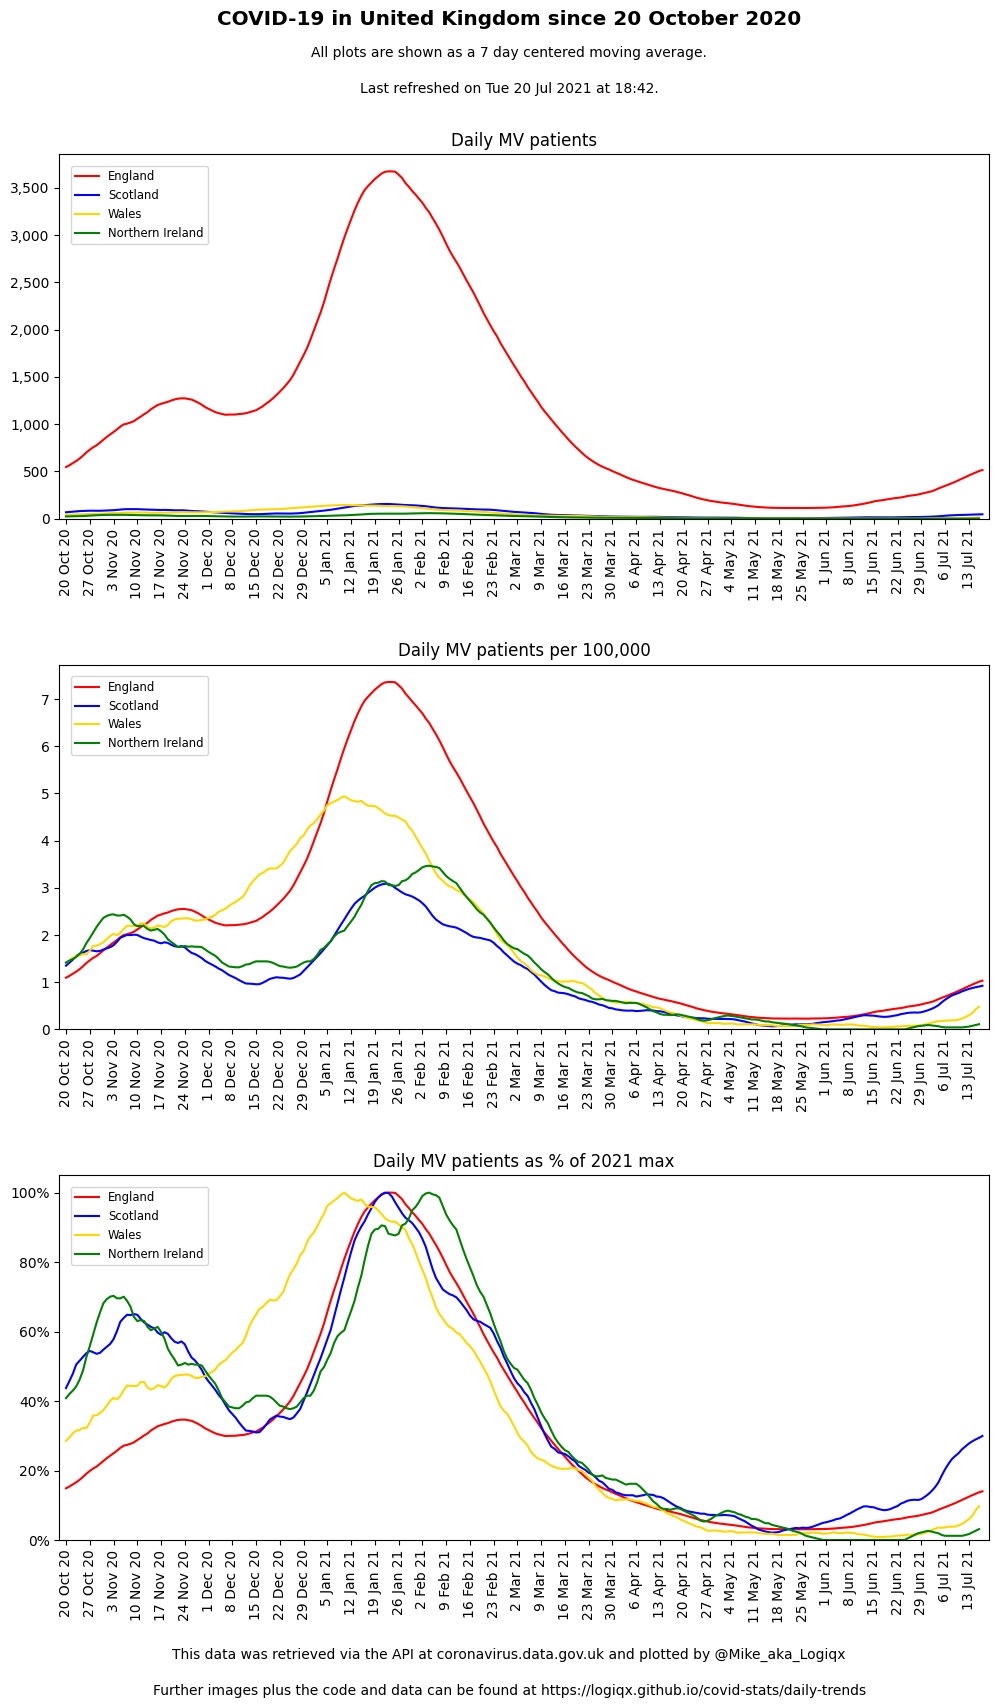 COVID-19 in United Kingdom since 20 October 2020
All plots are shown as a 7 day centered moving average.
Last refreshed on Tue 20 Jul 2021 at 18:42.
Daily MV patients
England
Scotland
Wales
Northern Ireland
3,500
3,000
2,500
2,000
1,500
1,000
500
0
20 Oct 20
27 Oct 20
3 Nov 20
10 Nov 20
17 Nov 20
24 Nov 20
1 Dec 20
8 Dec 20
15 Dec 20
22 Dec 20
29 Dec 20
5 Jan 21
12 Jan 21
19 Jan 21
26 Jan 21
2 Feb 21
9 Feb 21
16 Feb 21
23 Feb 21
2 Mar 21
9 Mar 21
16 Mar 21
23 Mar 21
30 Mar 21
6 Apr 21
13 Apr 21
20 Apr 21
27 Apr 21
4 May 21
11 May 21
18 May 21
25 May 21
1 Jun 21
8 Jun 21
15 Jun 21
22 Jun 21
29 Jun 21
6 Jul 21
13 Jul 21
Daily MV patients per 100,000
England
Scotland
Wales
Northern Ireland
7
6
5
4
3
2
1
0
20 Oct 20
27 Oct 20
3 Nov 20
10 Nov 20
17 Nov 20
24 Nov 20
1 Dec 20
8 Dec 20
15 Dec 20
22 Dec 20
29 Dec 20
5 Jan 21
12 Jan 21
19 Jan 21
26 Jan 21
2 Feb 21
9 Feb 21
16 Feb 21
23 Feb 21
2 Mar 21
9 Mar 21
16 Mar 21
23 Mar 21
30 Mar 21
6 Apr 21
13 Apr 21
20 Apr 21
27 Apr 21
4 May 21
11 May 21
18 May 21
25 May 21
1 Jun 21
8 Jun 21
15 Jun 21
22 Jun 21
29 Jun 21
6 Jul 21
13 Jul 21
Daily MV patients as % of 2021 max
England
Scotland
Wales
Northern Ireland
100%
80%
60%
40%
20%
0%
20 Oct 20
27 Oct 20
3 Nov 20
10 Nov 20
17 Nov 20
24 Nov 20
1 Dec 20
8 Dec 20
15 Dec 20
22 Dec 20
29 Dec 20
5 Jan 21
12 Jan 21
19 Jan 21
26 Jan 21
2 Feb 21
9 Feb 21
16 Feb 21
23 Feb 21
2 Mar 21
9 Mar 21
16 Mar 21
23 Mar 21
30 Mar 21
6 Apr 21
13 Apr 21
20 Apr 21
27 Apr 21
4 May 21
11 May 21
18 May 21
25 May 21
1 Jun 21
8 Jun 21
15 Jun 21
22 Jun 21
29 Jun 21
6 Jul 21
13 Jul 21
This data was retrieved via the API at coronavirus.data.gov.uk and plotted by @Mike_aka_Logiqx
Further images plus the code and data can be found at https://logiqx.github.io/covid-stats/daily-trends